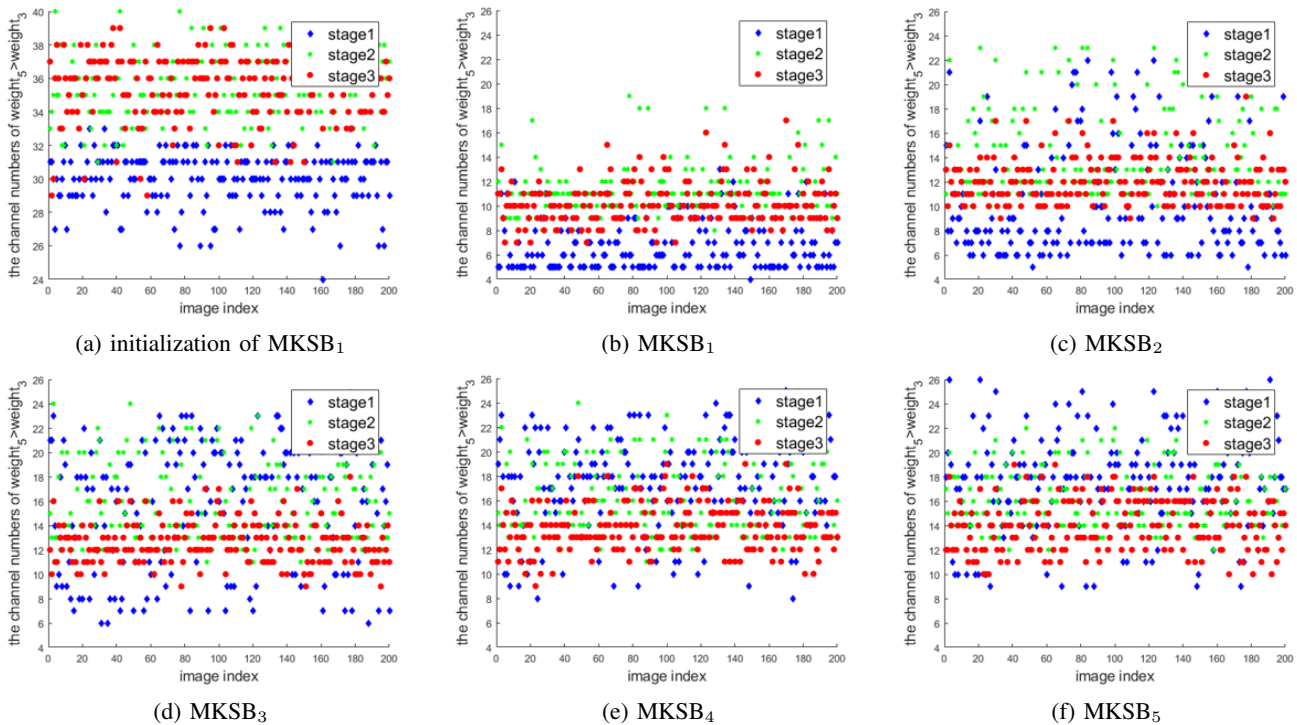 the channel numbers of weight5>weight3
40
38
36
34
32
30
28
26
24
0 20 40 60 80 100 120 140 160 180 200
image index
stage1
stage2
stage3
(a) initialization of MKSB1
the channel numbers of weight5>weight3
26
24
22
20
18
16
14
12
10
8
6
4
0 20 40 60 80 100 120 140 160 180 200
image index
stage1
stage2
stage3
(b) MKSB1
the channel numbers of weight5>weight3
26
24
22
20
18
16
14
12
10
8
6
4
0 20 40 60 80 100 120 140 160 180 200
image index
stage1
stage2
stage3
(c) MKSB2
the channel numbers of weight5>weight3
26
24
22
20
18
16
14
12
10
8
6
4
0 20 40 60 80 100 120 140 160 180 200
image index
stage1
stage2
stage3
(d) MKSB3
the channel numbers of weight5>weight3
26
24
22
20
18
16
14
12
10
8
6
4
0 20 40 60 80 100 120 140 160 180 200
image index
stage1
stage2
stage3
(e) MKSB4
the channel numbers of weight5>weight3
26
24
22
20
18
16
14
12
10
8
6
4
0 20 40 60 80 100 120 140 160 180 200
image index
stage1
stage2
stage3
(f) MKSB5